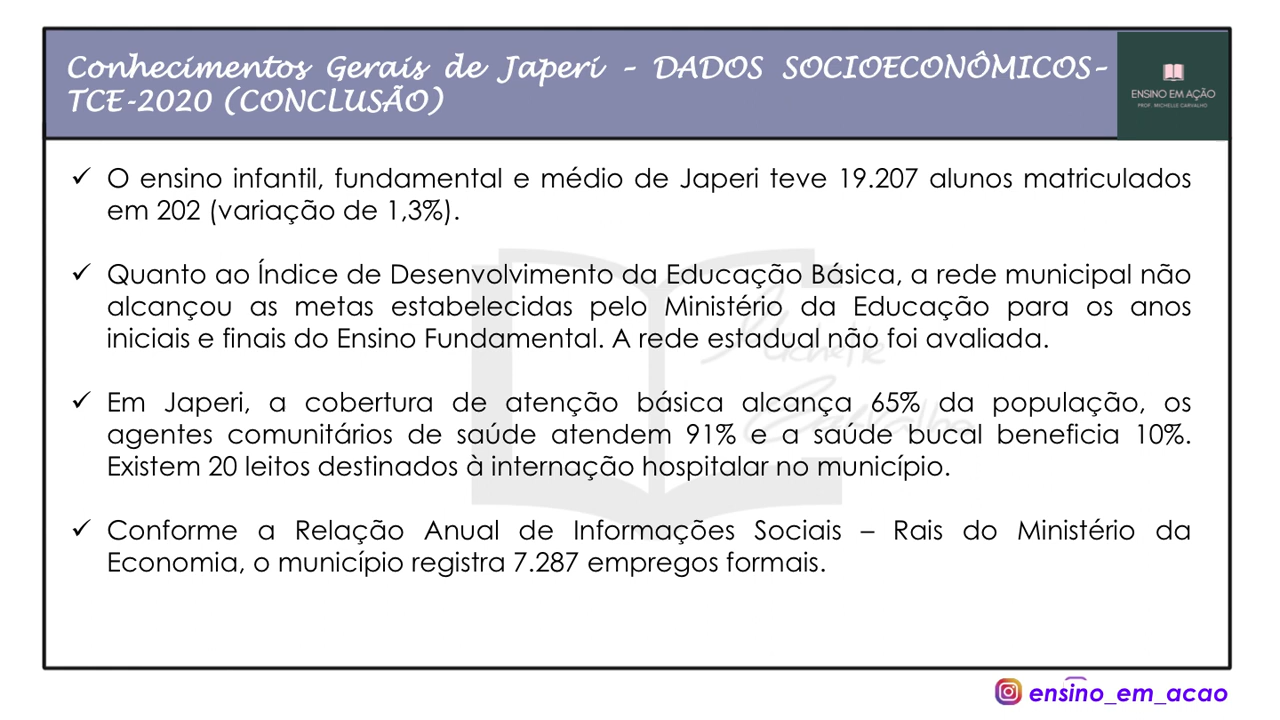 Conhecimentos Gerais de Japeri – DADOS SOCIOECONÔMICOS–
TCE-2020 (CONCLUSÃO)
ENSINO EM AÇÃO
PROF. MICHELLE CARVALHO
✓ O ensino infantil, fundamental e médio de Japeri teve 19.207 alunos matriculados
em 202 (variação de 1,3%).
✓ Quanto ao Índice de Desenvolvimento da Educação Básica, a rede municipal não
alcançou as metas estabelecidas pelo Ministério da Educação para os anos
iniciais e finais do Ensino Fundamental. A rede estadual não foi avaliada.
✓ Em Japeri, a cobertura de atenção básica alcança 65% da população, os
agentes comunitários de saúde atendem 91% e a saúde bucal beneficia 10%.
Existem 20 leitos destinados à internação hospitalar no município.
✓ Conforme a Relação Anual de Informações Sociais – Rais do Ministério da
Economia, o município registra 7.287 empregos formais.
Michelle
Carvalho
ensino_em_acao